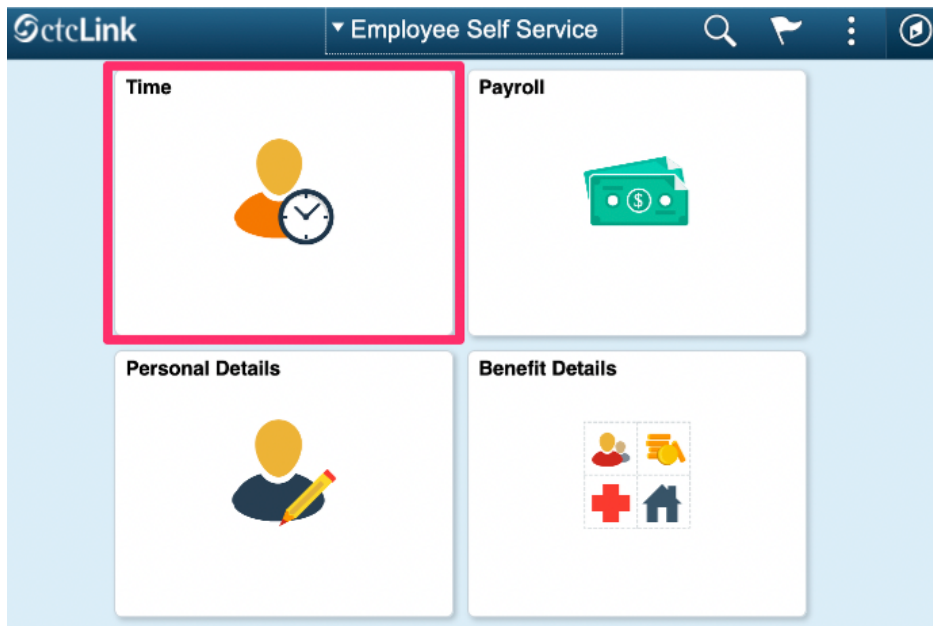 ctcLink
Employee Self Service
Time
Payroll
$
Personal Details
Benefit Details